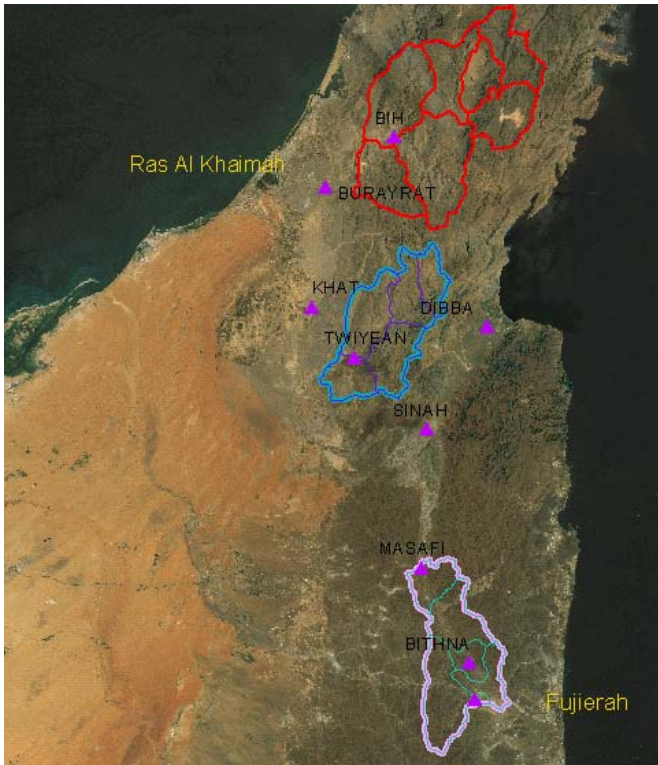 BIH
Ras Al Khaimah
BURAYRAT
KHAT
DIBBA
TWIYEAN
SINAH
MASAFI
BITHNA
Fujierah